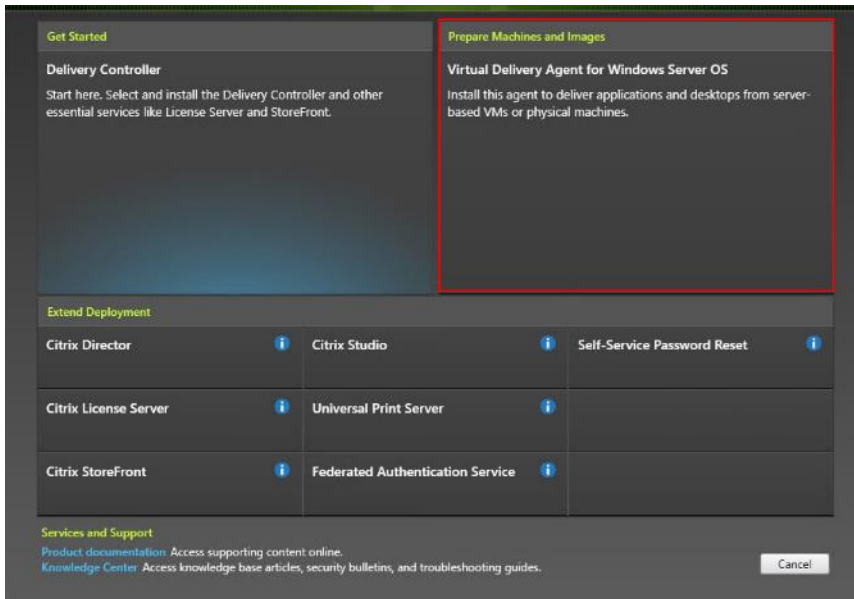 Get Started
Delivery Controller
Start here. Select and install the Delivery Controller and other
essential services like License Server and StoreFront.
Prepare Machines and Images
Virtual Delivery Agent for Windows Server OS
Install this agent to deliver applications and desktops from server-
based VMs or physical machines.
Extend Deployment
Citrix Director
Citrix Studio
Self-Service Password Reset
Citrix License Server
Universal Print Server
Citrix StoreFront
Federated Authentication Service
Services and Support
Product documentation Access supporting content online.
Knowledge Center Access knowledge base articles, security bulletins, and troubleshooting guides.
Cancel